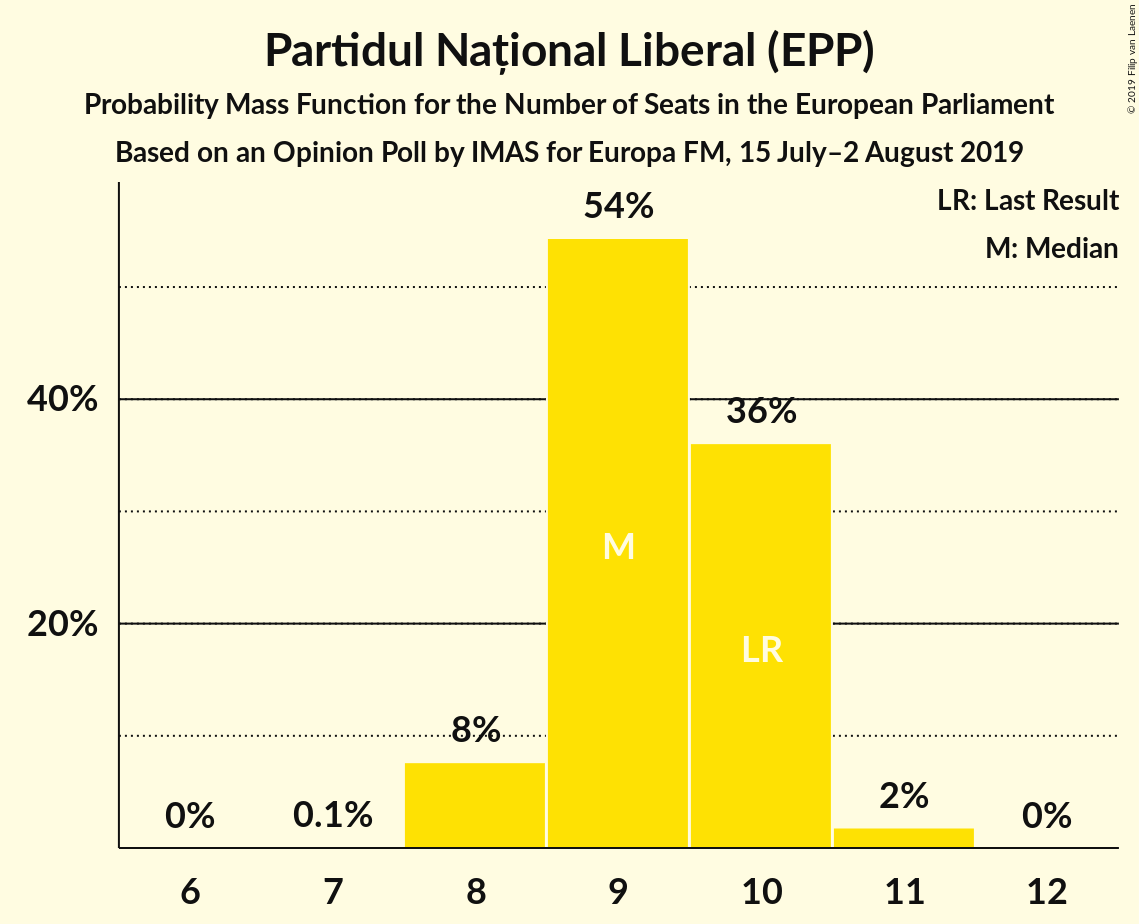 Partidul Național Liberal (EPP)
Probability Mass Function for the Number of Seats in the European Parliament
Based on an Opinion Poll by IMAS for Europa FM, 15 July–2 August 2019
© 2019 Filip van Laenen
LR: Last Result
M: Median
54%
40%
36%
M
20%
LR
8%
2%
0%
0.1%
0%
6
7
8
9
10
11
12